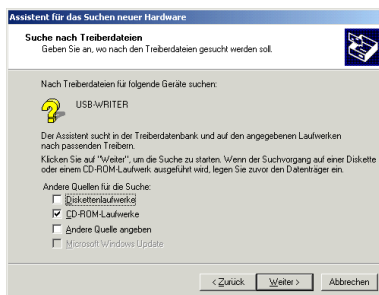 Assistent für das Suchen neuer Hardware
Suche nach Treiberdateien
Geben Sie an, wo nach den Treiberdateien gesucht werden soll.
Nach Treiberdateien für folgende Geräte suchen:
USB-WRITER
Der Assistent sucht in der Treiberdatenbank und auf den angegebenen Laufwerken
nach passenden Treibern.
Klicken Sie auf "Weiter", um die Suche zu starten. Wenn der Suchvorgang auf einer Diskette
oder einem CD-ROM-Laufwerk ausgeführt wird, legen Sie zuvor den Datenträger ein.
Andere Quellen für die Suche:
Diskettenlaufwerke
CD-ROM-Laufwerke
Andere Quelle angeben
Microsoft Windows Update
< Zurück Weiter > Abbrechen